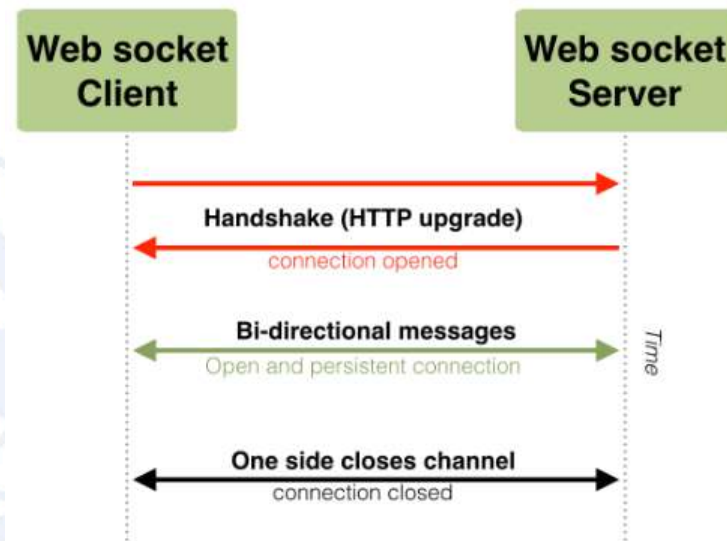 Web socket
Client
Web socket
Server
Handshake (HTTP upgrade)
connection opened
Bi-directional messages
Open and persistent connection
Time
One side closes channel
connection closed